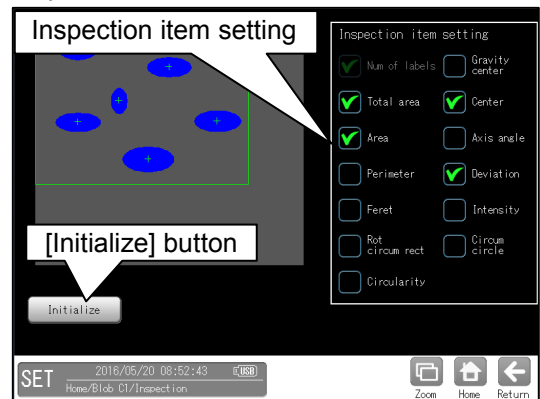 Inspection item setting
Inspection item setting
Num of labels
Gravity
center
Total area
Center
Area
Axis angle
Perimeter
Deviation
Feret
Intensity
Rot
circum rect
Circum
circle
Circularity
[Initialize] button
Initialize
SET
2016/05/20 08:52:43
USB
Home/Blob C1/Inspection
Zoom
Home
Return